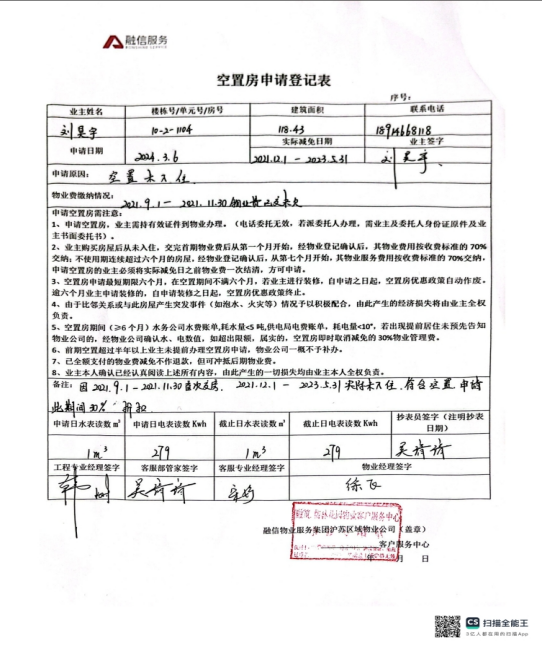 融信服务
RONSHINE SERVICE
空置房申请登记表
序号:
业主姓名 楼栋号/单元号/房号 建筑面积 联系电话
刘昊宇 10-2-1104 118.43 18914668118
申请日期 实际减免日期 业主签字
2024.3.6 2021.12.1 - 2023.5.31 刘昊宇
申请原因: 空置未入住
物业费缴纳情况: 2021.9.1 - 2021.11.30 物业费已交
申请空置房需注意:
1、申请空置房,业主需持有效证件到物业办理。(电话委托无效,若派委托人办理,需业主及委托人身份证原件及业
主书面委托书)。
2、业主购买房屋后从未入住,交完首期物业费后从第一个月开始,经物业登记确认后,其物业费用按收费标准的 70%
交纳;不使用期连续超过六个月的房屋,经物业登记确认后,从第七个月开始,其物业服务费用按收费标准的 70%交纳,
申请空置房的业主必须将实际减免日之前物业费一次结清,方可申请。
3、空置房申请最短期限六个月,在空置期间不满六个月,若业主进行装修,自申请之日起,空置房优惠政策自动作废。
逾六个月业主申请装修的,自申请装修之日起,空置房优惠政策终止。
4、由于比邻关系或与此房屋产生突发事件(如泡水、火灾等)情况予以积极配合,由此产生的经济损失将由业主全权
负责。
5、空置房期间(≥6 个月)水务公司水费账单,耗水量<5 吨,供电局电费账单,耗电量<10°,若出现提前居住未预先告知
物业公司的,经物业公司确认水、电数值,如超出限额,属实的,空置房即时取消减免的 30%物业管理费。
6、前期空置超过半年以上业主未提前办理空置房申请,物业公司一概不予补办。
7、已全额支付的物业费减免不作退款,但可冲抵后期物业费。
8、业主本人确认已经认真阅读上述所有内容,由此产生的一切损失均由业主本人全权负责。
备注: 因 2021.9.1 - 2021.11.30 首次交房. 2021.12.1 - 2023.5.31 实际未入住.符合空置申请
此期间30% 折扣
申请日水表读数 m³ 申请日电表读数 Kwh 截止日水表读数 m³ 截止日电表读数 Kwh 抄表员签字(注明抄表
日期)
1m³ 279 1m³ 279 吴婧婧
工程专业经理签字 客服部管家签字 客服专业经理签字 物业经理签字
吴婧婧 徐飞
融信物业服务集团沪苏区域物业公司(盖章)
客户服务中心
年 月 日
CS 扫描全能王
3亿人都在用的扫描App